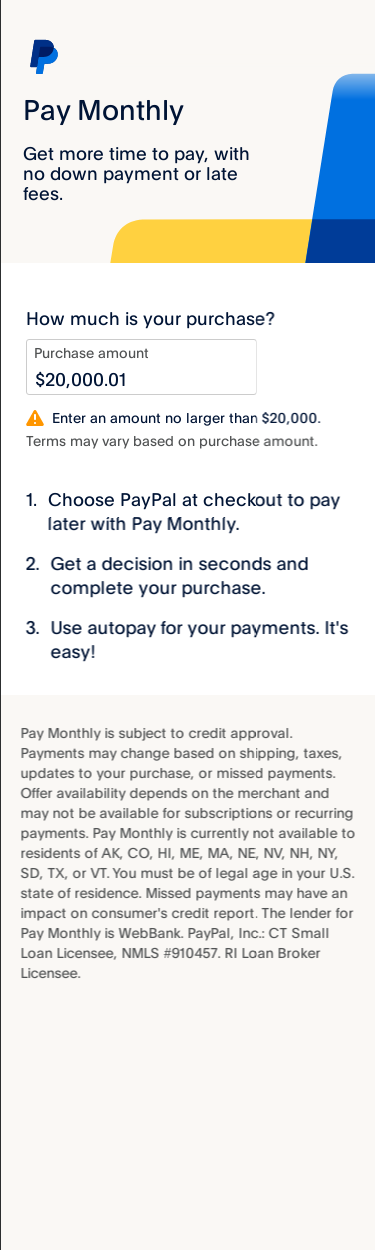 Pay Monthly
Get more time to pay, with
no down payment or late
fees.
How much is your purchase?
Purchase amount
$20,000.01
Enter an amount no larger than $20,000.
Terms may vary based on purchase amount.
1. Choose PayPal at checkout to pay
later with Pay Monthly.
2. Get a decision in seconds and
complete your purchase.
3. Use autopay for your payments. It's
easy!
Pay Monthly is subject to credit approval.
Payments may change based on shipping, taxes,
updates to your purchase, or missed payments.
Offer availability depends on the merchant and
may not be available for subscriptions or recurring
payments. Pay Monthly is currently not available to
residents of AK, CO, HI, ME, MA, NE, NV, NH, NY,
SD, TX, or VT. You must be of legal age in your U.S.
state of residence. Missed payments may have an
impact on consumer's credit report. The lender for
Pay Monthly is WebBank. PayPal, Inc.: CT Small
Loan Licensee, NMLS #910457. RI Loan Broker
Licensee.